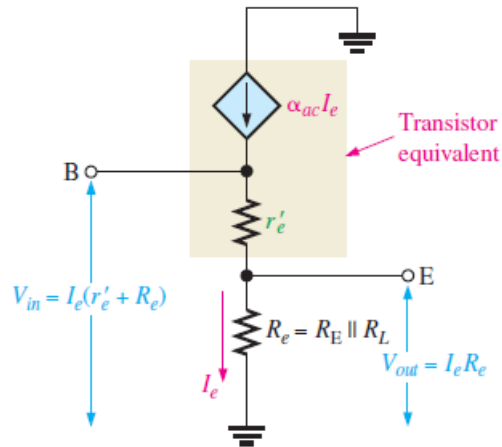 α_ac I_e
Transistor
equivalent
B
r′_e
E
V_in = I_e(r′_e + R_e)
R_e = R_E ∥ R_L
V_out = I_e R_e
I_e